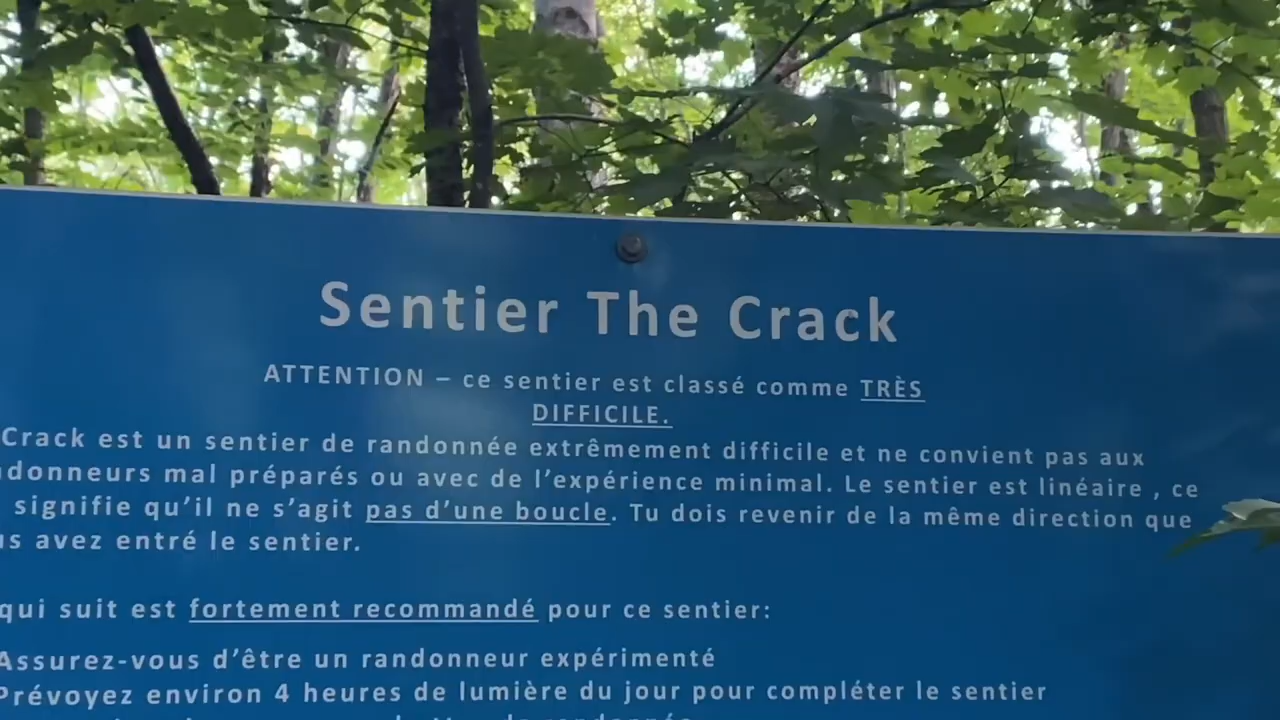 Sentier The Crack
ATTENTION – ce sentier est classé comme TRÈS
DIFFICILE.
Crack est un sentier de randonnée extrêmement difficile et ne convient pas aux
donneurs mal préparés ou avec de l’expérience minimal. Le sentier est linéaire , ce
signifie qu’il ne s’agit pas d’une boucle. Tu dois revenir de la même direction que
us avez entré le sentier.
qui suit est fortement recommandé pour ce sentier:
Assurez-vous d’être un randonneur expérimenté
Prévoyez environ 4 heures de lumière du jour pour compléter le sentier